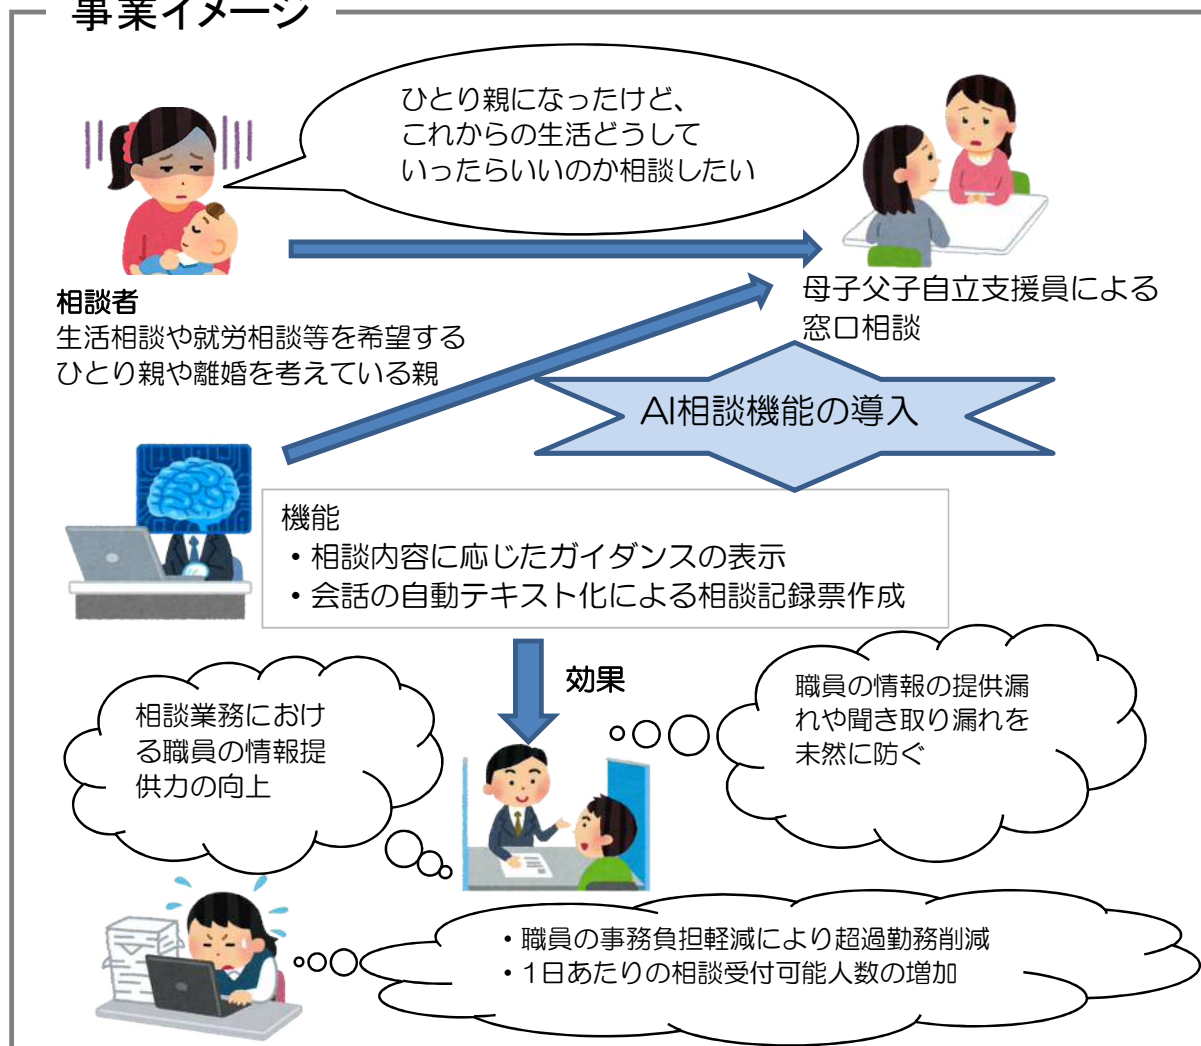 事業イメージ
ひとり親になったけど、
これからの生活どうして
いったらいいのか相談したい
相談者
生活相談や就労相談等を希望する
ひとり親や離婚を考えている親
母子父子自立支援員による
窓口相談
AI相談機能の導入
機能
・相談内容に応じたガイダンスの表示
・会話の自動テキスト化による相談記録票作成
効果
相談業務におけ
る職員の情報提
供力の向上
職員の情報の提供漏
れや聞き取り漏れを
未然に防ぐ
・職員の事務負担軽減により超過勤務削減
・1日あたりの相談受付可能人数の増加